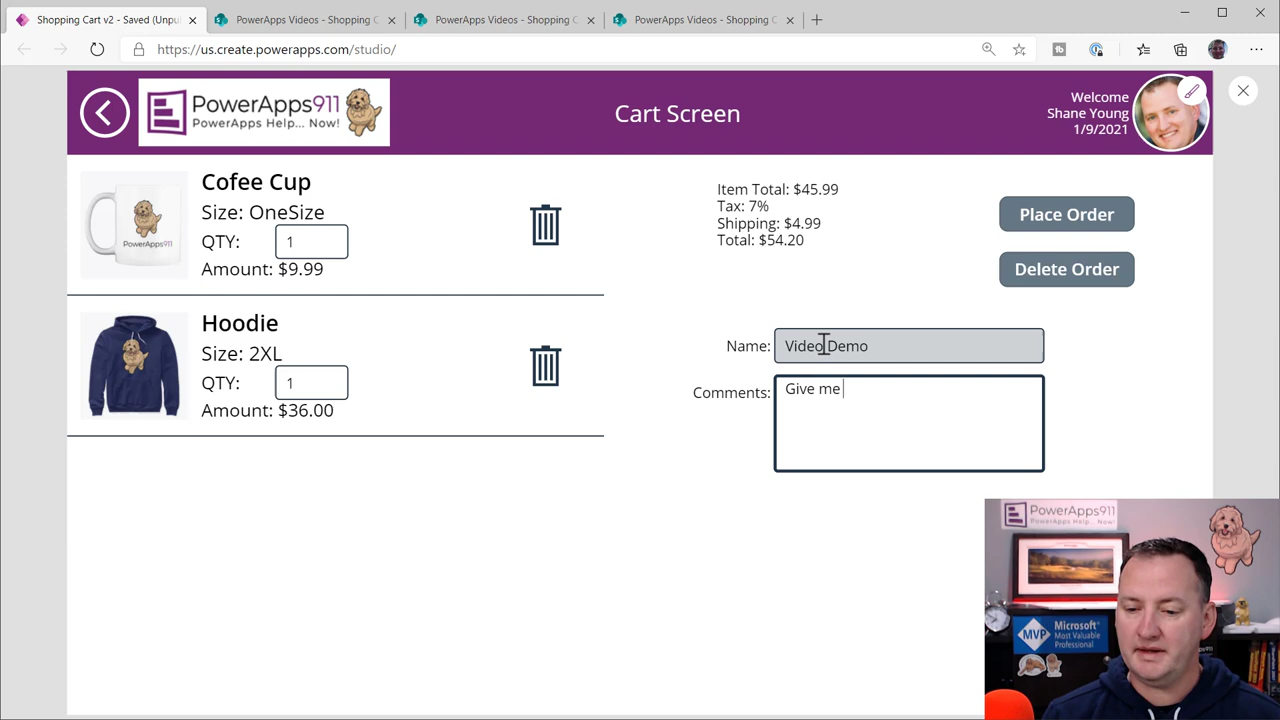 Shopping Cart v2 - Saved (Unpu
PowerApps Videos - Shopping C
PowerApps Videos - Shopping C
PowerApps Videos - Shopping C
https://us.create.powerapps.com/studio/
PowerApps911
PowerApps Help... Now!
Cart Screen
Welcome
Shane Young
1/9/2021
Cofee Cup
Size: OneSize
QTY: 1
Amount: $9.99
PowerApps911
Hoodie
Size: 2XL
QTY: 1
Amount: $36.00
Item Total: $45.99
Tax: 7%
Shipping: $4.99
Total: $54.20
Place Order
Delete Order
Name: Video Demo
Comments: Give me
PowerApps911
PowerApps Help... Now!
MVP
Microsoft®
Most Valuable
Professional